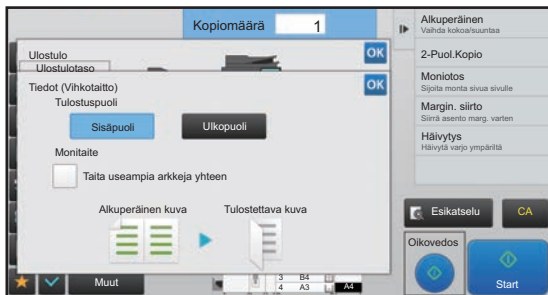 Kopiomäärä 1
Ulostulo
OK
Ulostulotaso
Tiedot (Vihkotaitto)
OK
Tulostuspuoli
Sisäpuoli
Ulkopuoli
Monitaite
Taita useampia arkkeja yhteen
Alkuperäinen kuva
Tulostettava kuva
Muut
3 B4
4 A3
A4
Alkuperäinen
Vaihda kokoa/suuntaa
2-Puol.Kopio
Moniotos
Sijoita monta sivua sivulle
Margin. siirto
Siirrä asento marg. varten
Häivytys
Häivytä varjo ympäriltä
Esikatselu
CA
Oikovedos
Start